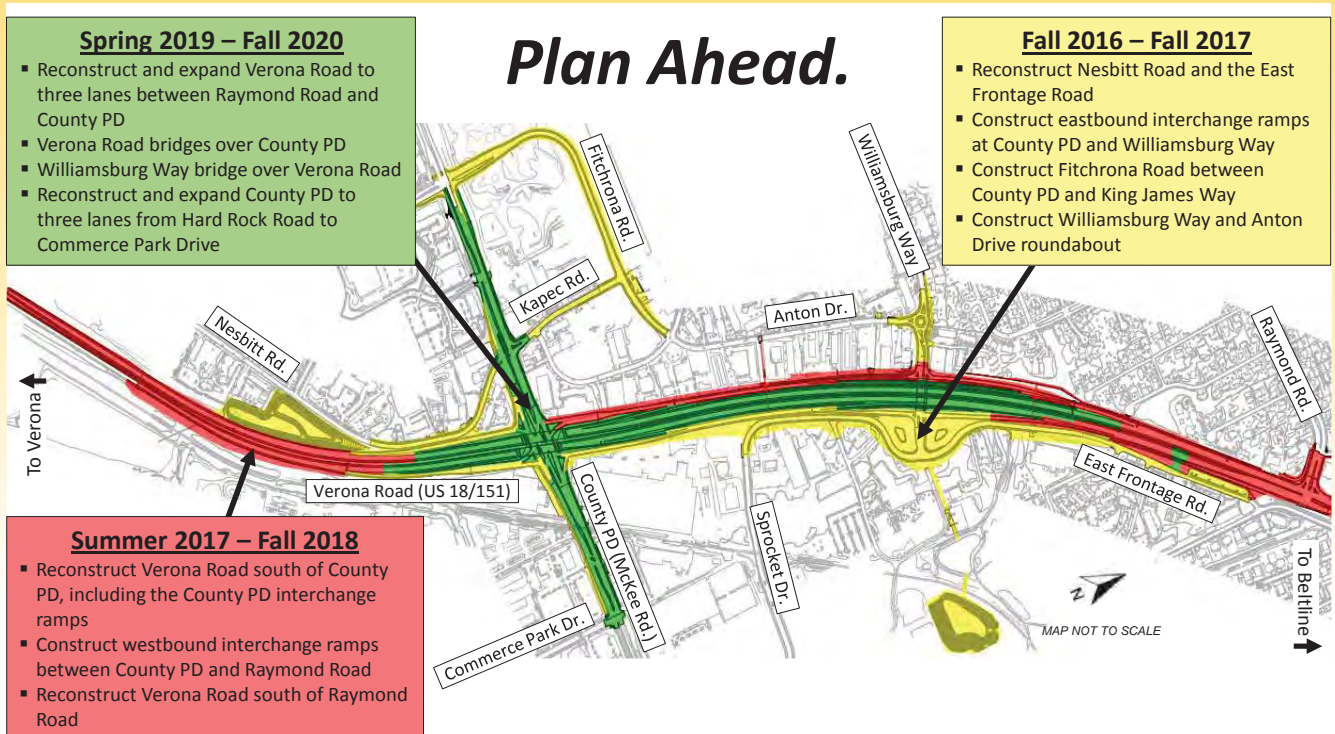 Plan Ahead.
Spring 2019 – Fall 2020
▪ Reconstruct and expand Verona Road to
three lanes between Raymond Road and
County PD
▪ Verona Road bridges over County PD
▪ Williamsburg Way bridge over Verona Road
▪ Reconstruct and expand County PD to
three lanes from Hard Rock Road to
Commerce Park Drive
Fall 2016 – Fall 2017
▪ Reconstruct Nesbitt Road and the East
Frontage Road
▪ Construct eastbound interchange ramps
at County PD and Williamsburg Way
▪ Construct Fitchrona Road between
County PD and King James Way
▪ Construct Williamsburg Way and Anton
Drive roundabout
Fitchrona Rd.
Williamsburg Way
Kapec Rd.
Anton Dr.
Nesbitt Rd.
Raymond Rd.
To Verona
Verona Road (US 18/151)
East Frontage Rd.
County PD (McKee Rd.)
Sprocket Dr.
Commerce Park Dr.
To Beltline
N
MAP NOT TO SCALE
Summer 2017 – Fall 2018
▪ Reconstruct Verona Road south of County
PD, including the County PD interchange
ramps
▪ Construct westbound interchange ramps
between County PD and Raymond Road
▪ Reconstruct Verona Road south of Raymond
Road